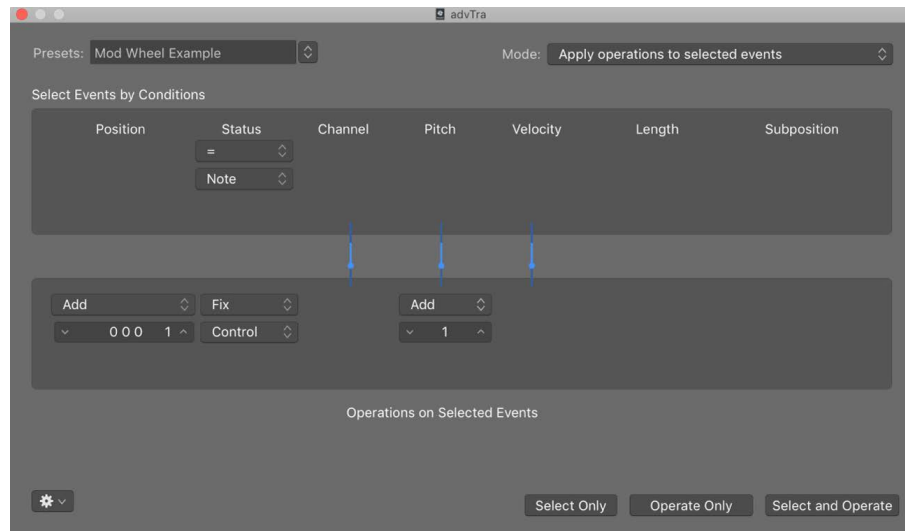 advTra
Presets: Mod Wheel Example Mode: Apply operations to selected events
Select Events by Conditions
Position Status Channel Pitch Velocity Length Subposition
=
Note
Add Fix Add
0 0 0 1 Control 1
Operations on Selected Events
Select Only Operate Only Select and Operate